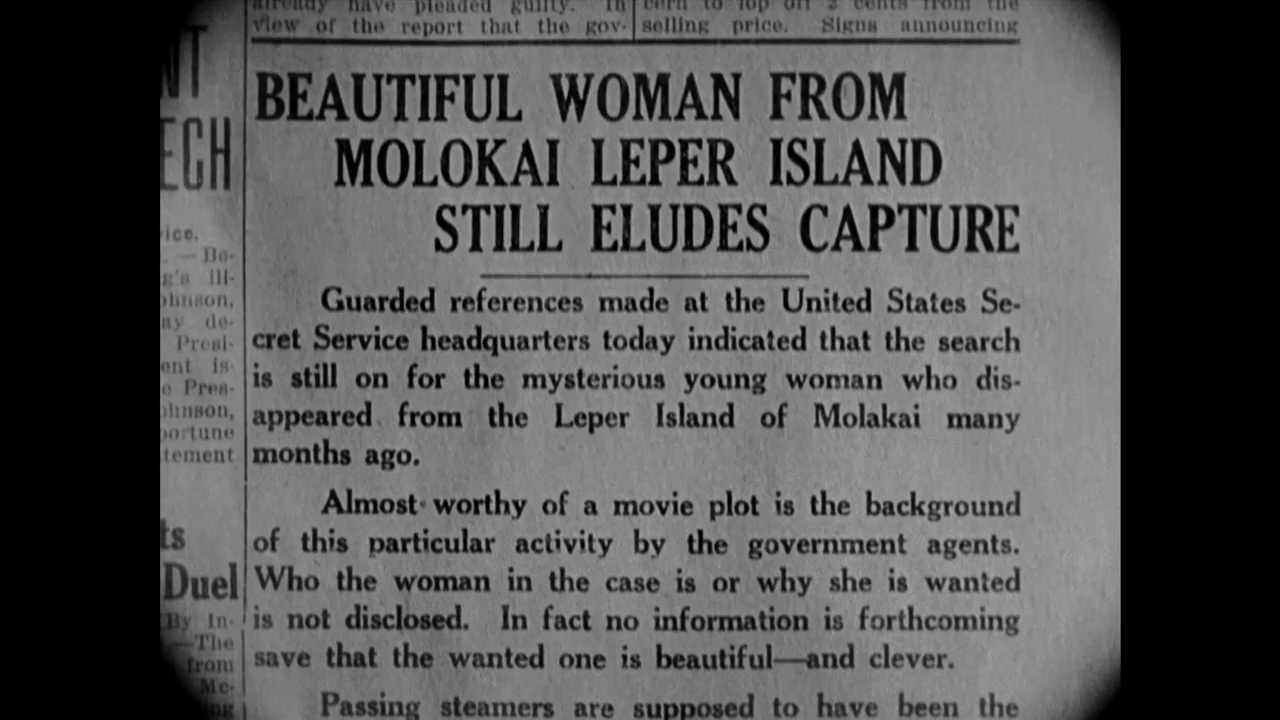 already have pleaded guilty. In
view of the report that the gov-
cern to lop off 2 cents from the
selling price. Signs announcing
NT
ECH
ice.
— Be-
g's Ill-
ohnson,
ay de-
Presi-
ent is
e Pres-
ohnson,
portune
tement
ts
Duel
By In-
—The
from
Mc-
ing
BEAUTIFUL WOMAN FROM
MOLOKAI LEPER ISLAND
STILL ELUDES CAPTURE
Guarded references made at the United States Se-
cret Service headquarters today indicated that the search
is still on for the mysterious young woman who dis-
appeared from the Leper Island of Molakai many
months ago.
Almost worthy of a movie plot is the background
of this particular activity by the government agents.
Who the woman in the case is or why she is wanted
is not disclosed. In fact no information is forthcoming
save that the wanted one is beautiful—and clever.
Passing steamers are supposed to have been the